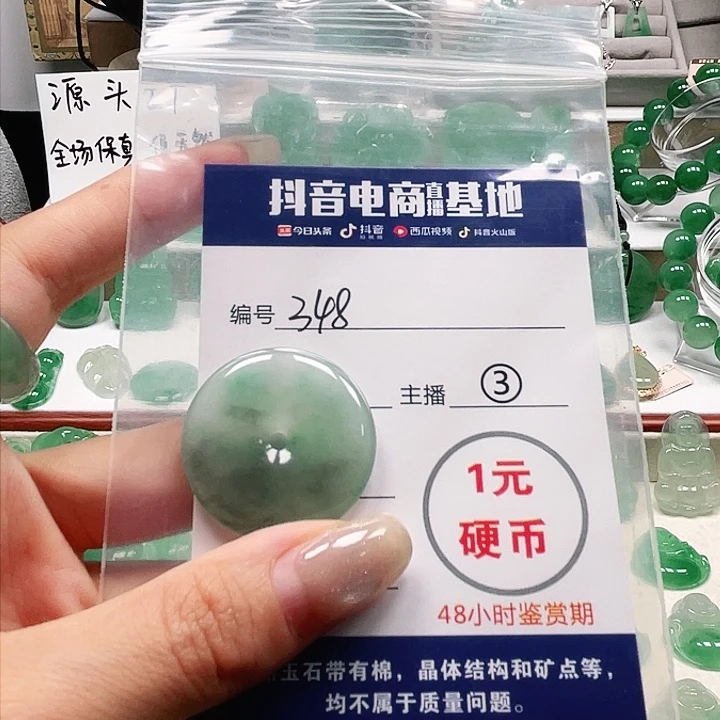 源头
全场保真
抖音电商直播基地
今日头条 抖音 西瓜视频 抖音火山版
编号 348
主播 ③
1元
硬币
48小时鉴赏期
玉石带有棉，晶体结构和矿点等，
均不属于质量问题。